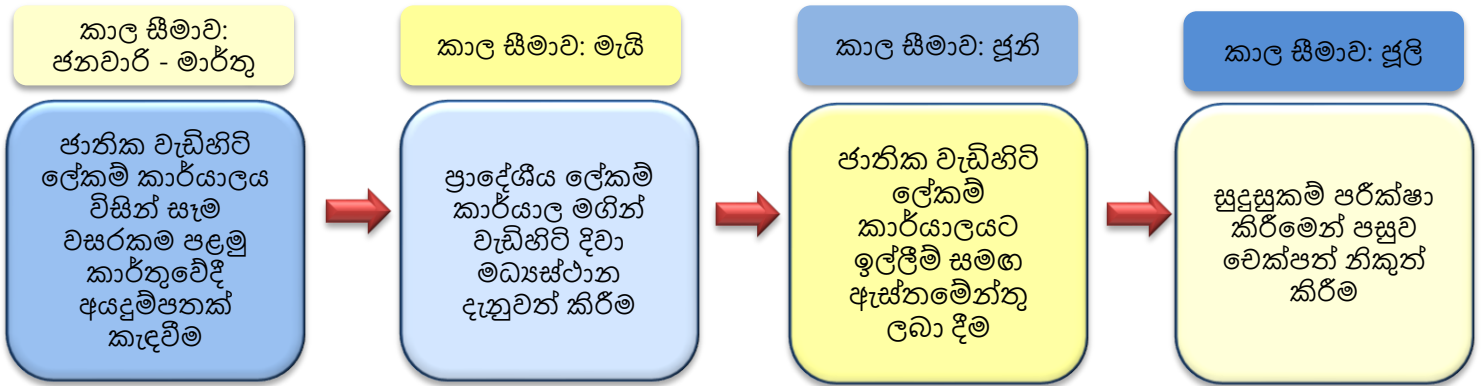 කාල සීමාව:
ජනවාරි - මාර්තු
කාල සීමාව: මැයි
කාල සීමාව: ජූනි
කාල සීමාව: ජූලි
ජාතික වැඩිහිටි
ලේකම් කාර්යාලය
විසින් සෑම
වසරකම පළමු
කාර්තුවේදී
අයදුම්පතක්
කැඳවීම
ප්‍රාදේශීය ලේකම්
කාර්යාල මගින්
වැඩිහිටි දිවා
මධ්‍යස්ථාන
දැනුවත් කිරීම
ජාතික වැඩිහිටි
ලේකම්
කාර්යාලයට
ඉල්ලීම් සමඟ
ඇස්තමේන්තු
ලබා දීම
සුදුසුකම් පරීක්ෂා
කිරීමෙන් පසුව
චෙක්පත් නිකුත්
කිරීම